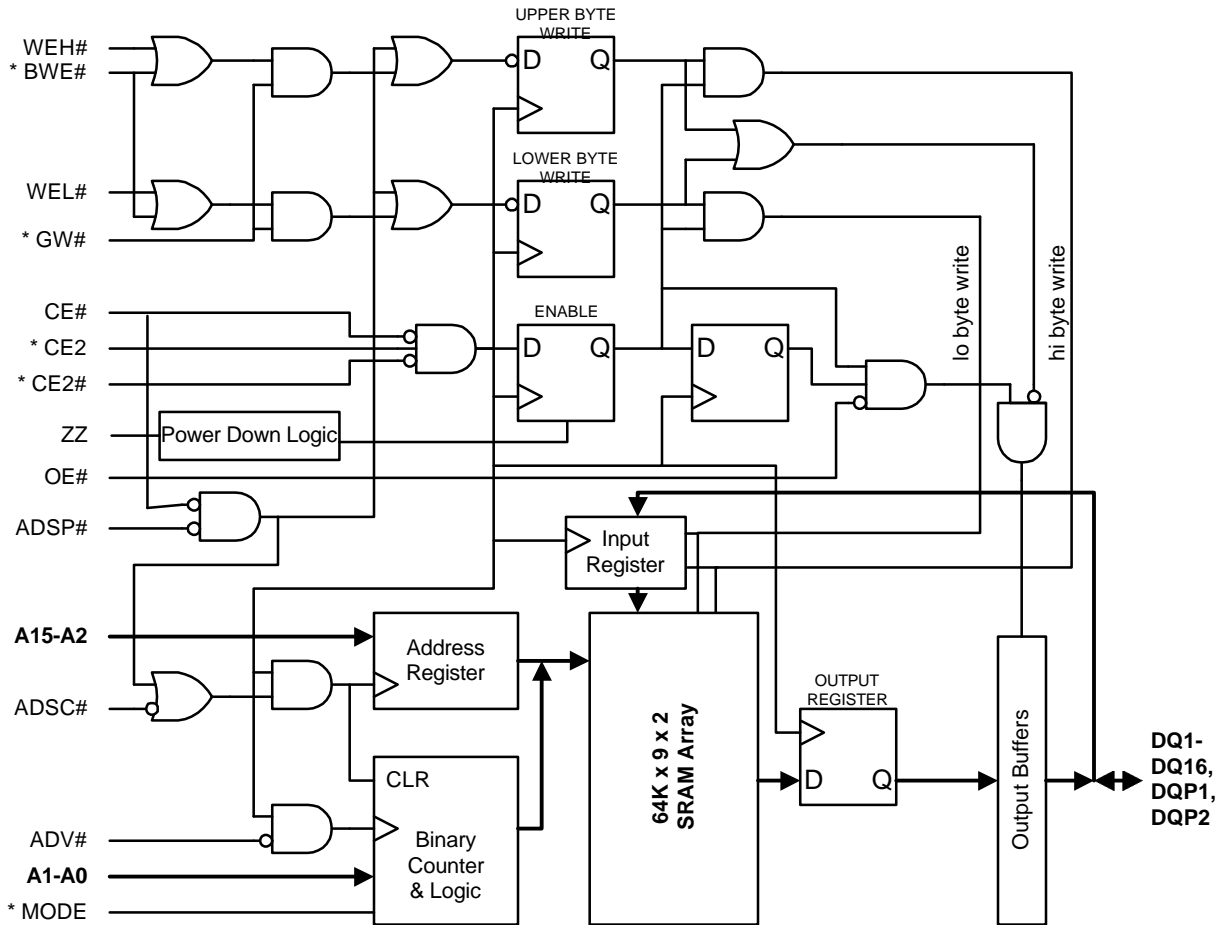 UPPER BYTE
WRITE
WEH#
* BWE#
D
Q
LOWER BYTE
WRITE
WEL#
D
Q
* GW#
lo byte write
hi byte write
CE#
ENABLE
* CE2
D
Q
D
Q
* CE2#
ZZ
Power Down Logic
OE#
ADSP#
Input
Register
A15-A2
Address
Register
ADSC#
OUTPUT
REGISTER
64K x 9 x 2
SRAM Array
D
Q
Output Buffers
DQ1-
DQ16,
DQP1,
DQP2
CLR
ADV#
Binary
Counter
& Logic
A1-A0
* MODE